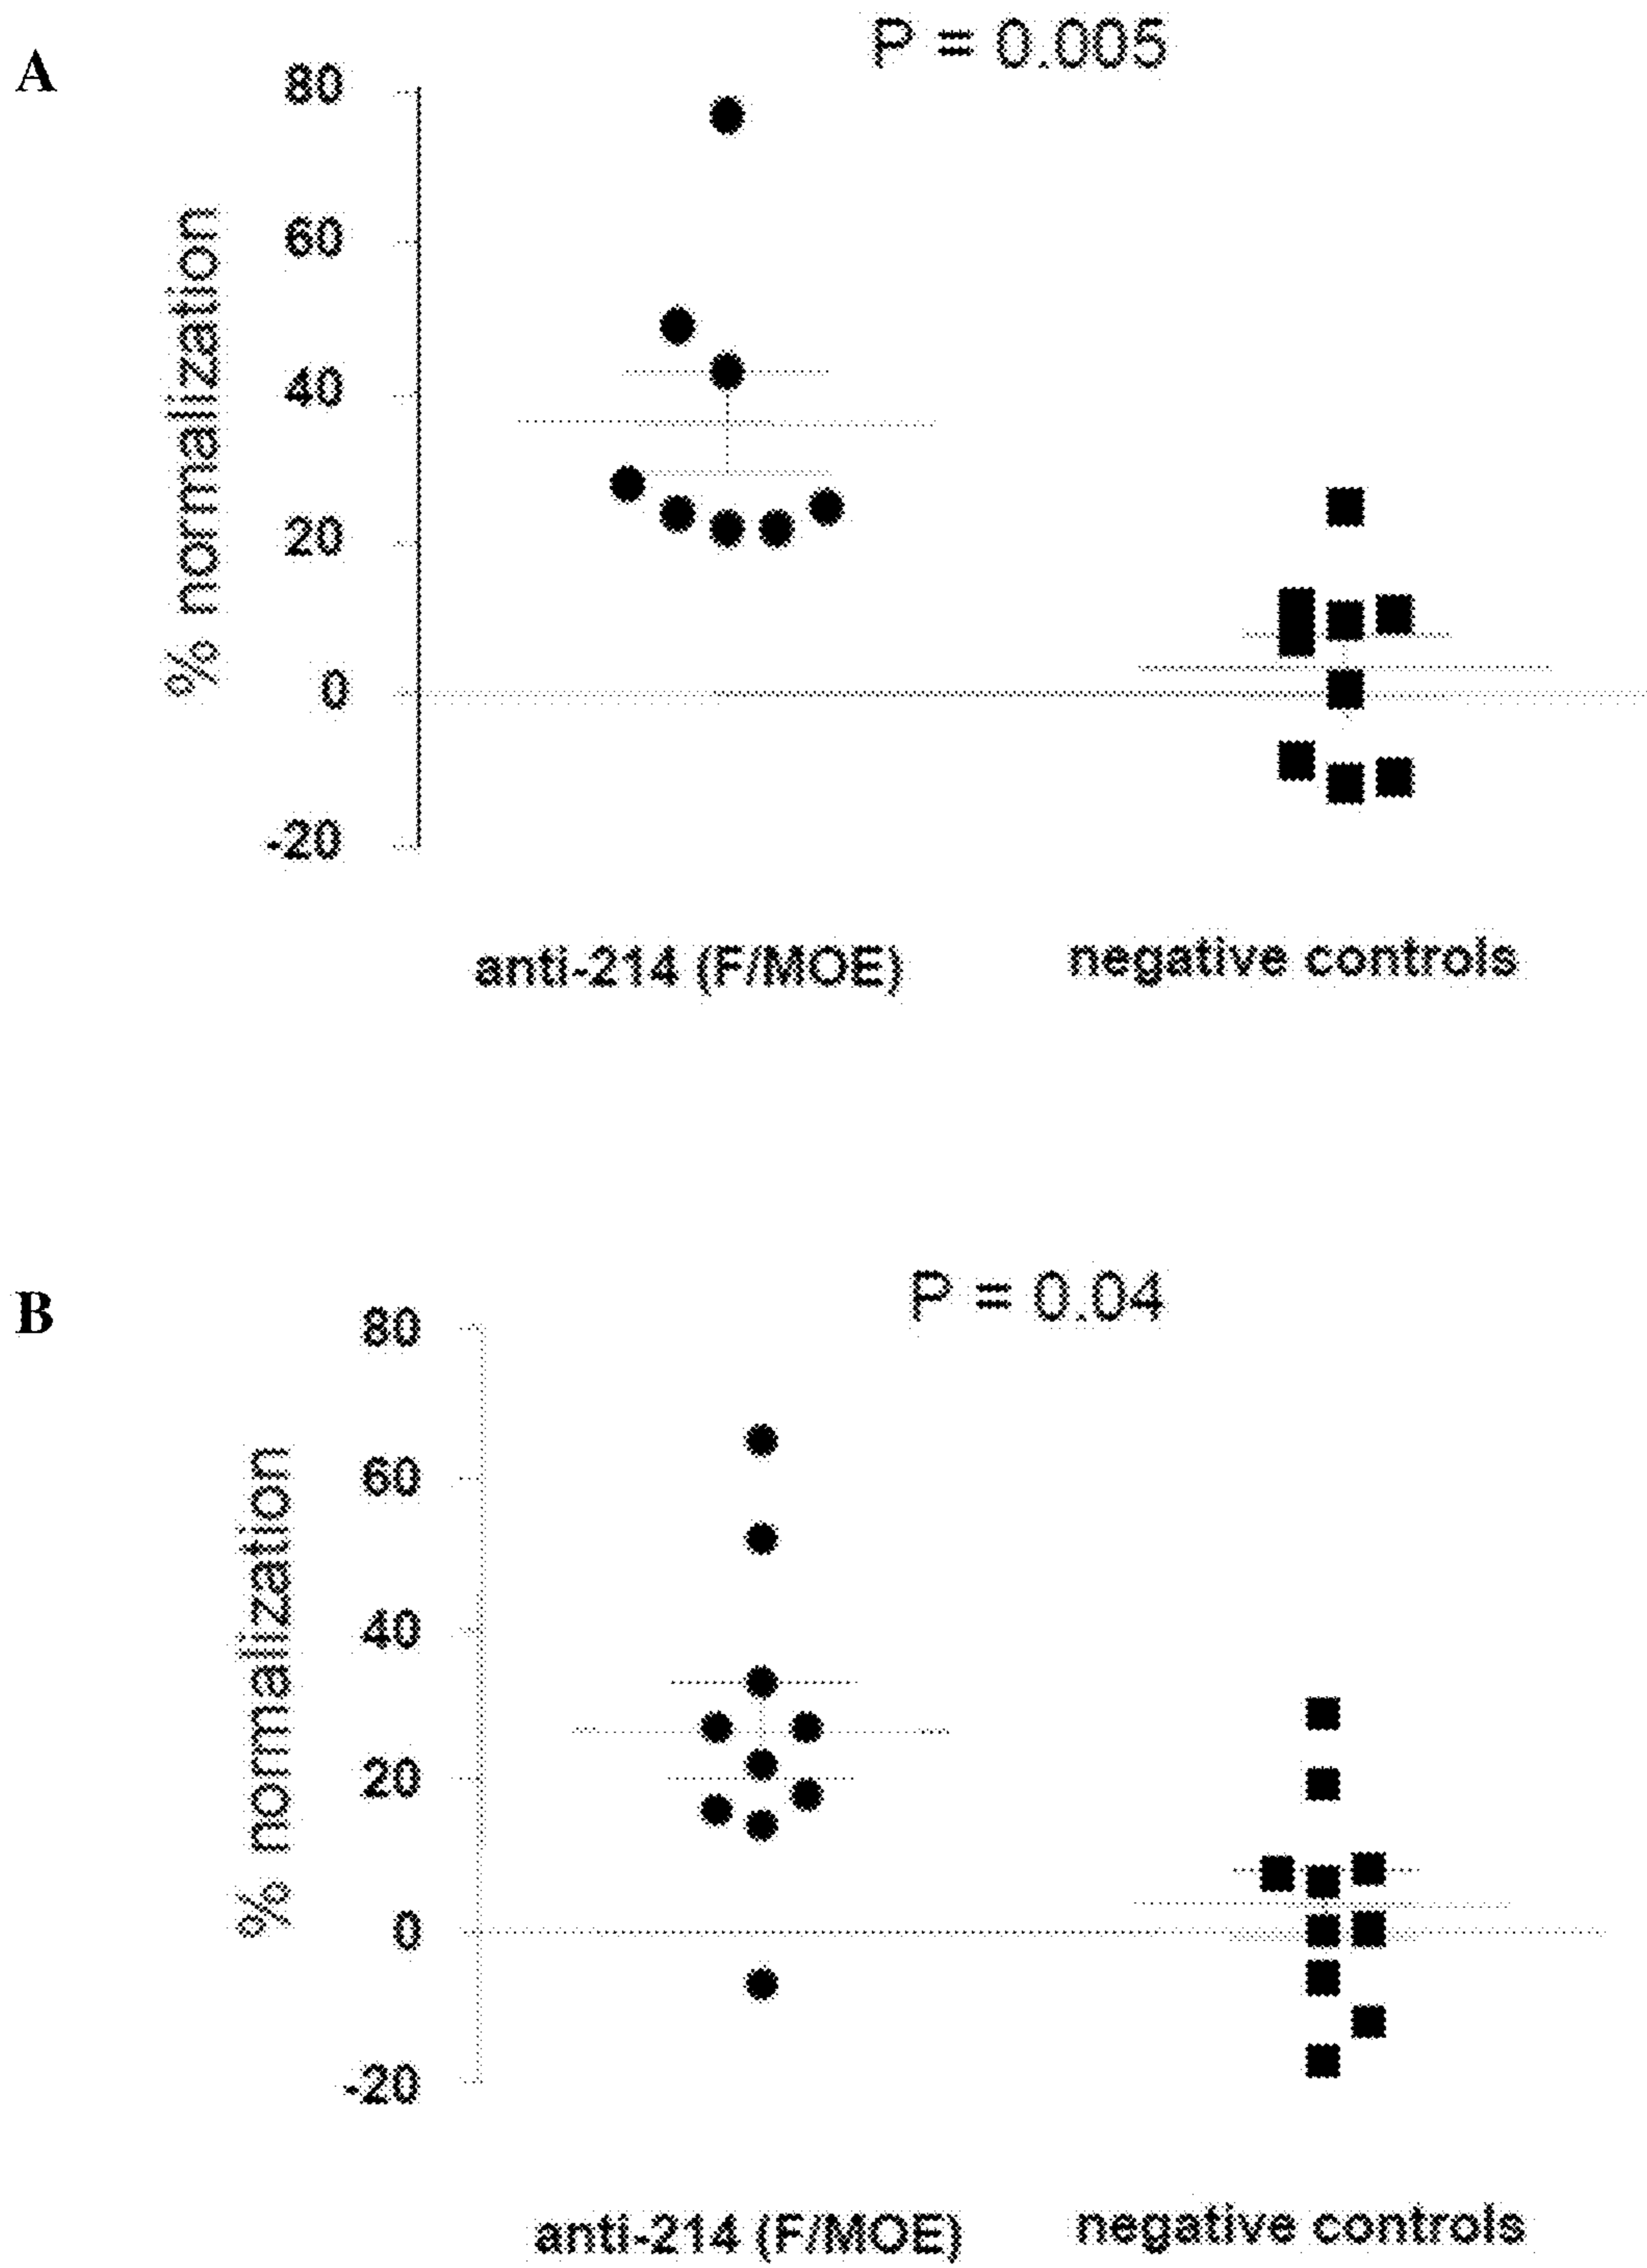 A
P = 0.005
80
60
40
20
0
-20
% normalization
anti-214 (F/MOE)
negative controls
B
P = 0.04
80
60
40
20
0
-20
% normalization
anti-214 (F/MOE)
negative controls